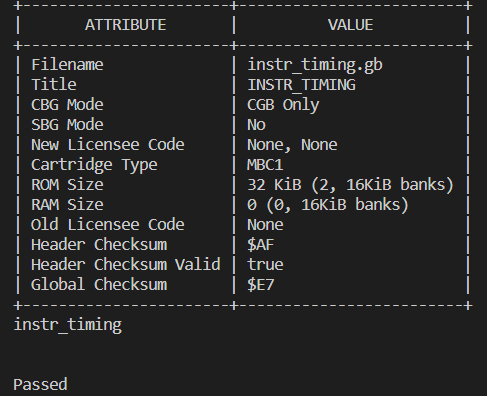 ATTRIBUTE | VALUE
Filename | instr_timing.gb
Title | INSTR_TIMING
CBG Mode | CGB Only
SBG Mode | No
New Licensee Code | None, None
Cartridge Type | MBC1
ROM Size | 32 KiB (2, 16KiB banks)
RAM Size | 0 (0, 16KiB banks)
Old Licensee Code | None
Header Checksum | $AF
Header Checksum Valid | true
Global Checksum | $E7
instr_timing
Passed